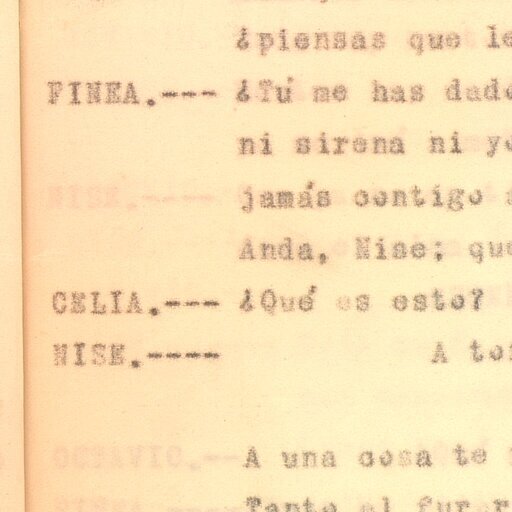 ¿piensas que le
FINEA.--- ¿Tú me has dado
ni sirena ni yo
NISE.---- jamás contigo
Anda, Nise; que
CELIA.--- ¿Qué es esto?
NISE.---- A to
OCTAVIO.-- A una cosa te
Tanto el furor